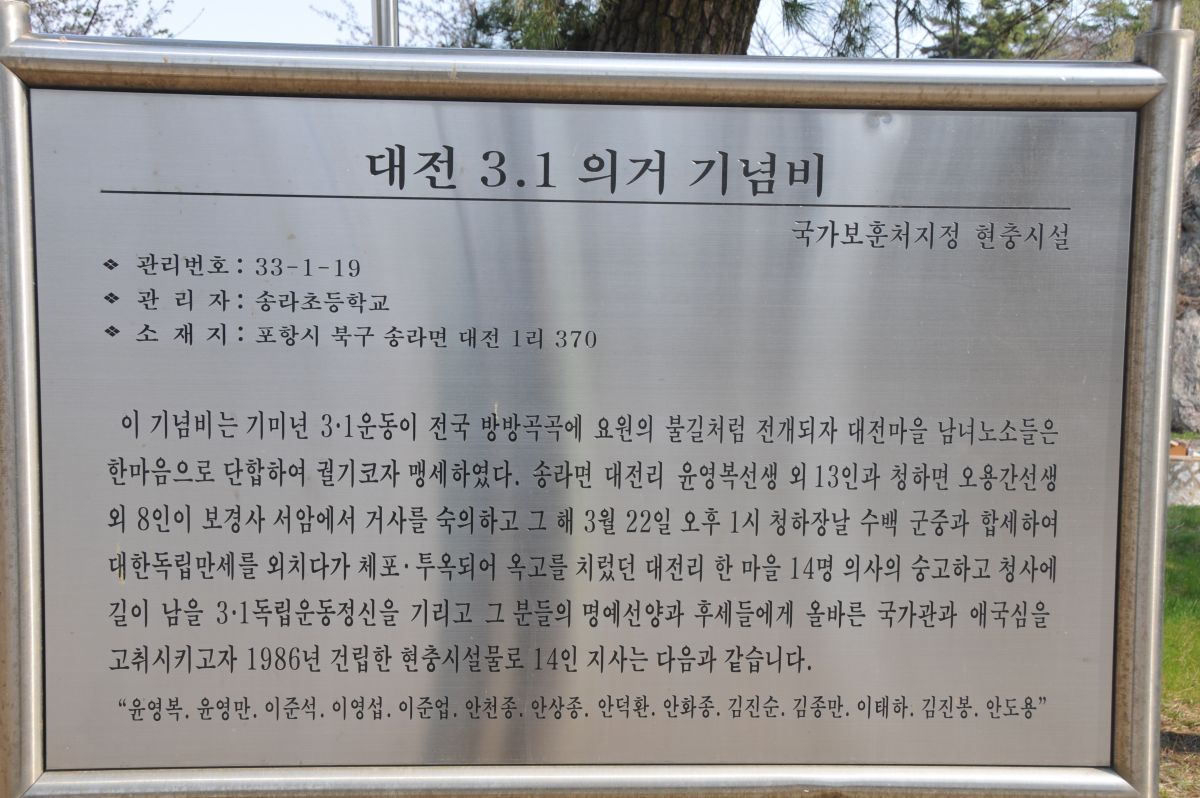 대전 3.1 의거 기념비
국가보훈처지정 현충시설
❖ 관리번호 : 33-1-19
❖ 관 리 자 : 송라초등학교
❖ 소 재 지 : 포항시 북구 송라면 대전 1리 370
이 기념비는 기미년 3·1운동이 전국 방방곡곡에 요원의 불길처럼 전개되자 대전마을 남녀노소들은
한마음으로 단합하여 궐기코자 맹세하였다. 송라면 대전리 윤영복선생 외 13인과 청하면 오용간선생
외 8인이 보경사 서암에서 거사를 숙의하고 그 해 3월 22일 오후 1시 청하장날 수백 군중과 합세하여
대한독립만세를 외치다가 체포·투옥되어 옥고를 치렀던 대전리 한 마을 14명 의사의 숭고하고 청사에
길이 남을 3·1독립운동정신을 기리고 그 분들의 명예선양과 후세들에게 올바른 국가관과 애국심을
고취시키고자 1986년 건립한 현충시설물로 14인 지사는 다음과 같습니다.
“윤영복. 윤영만. 이준석. 이영섭. 이준업. 안천종. 안상종. 안덕환. 안화종. 김진순. 김종만. 이태하. 김진봉. 안도용”